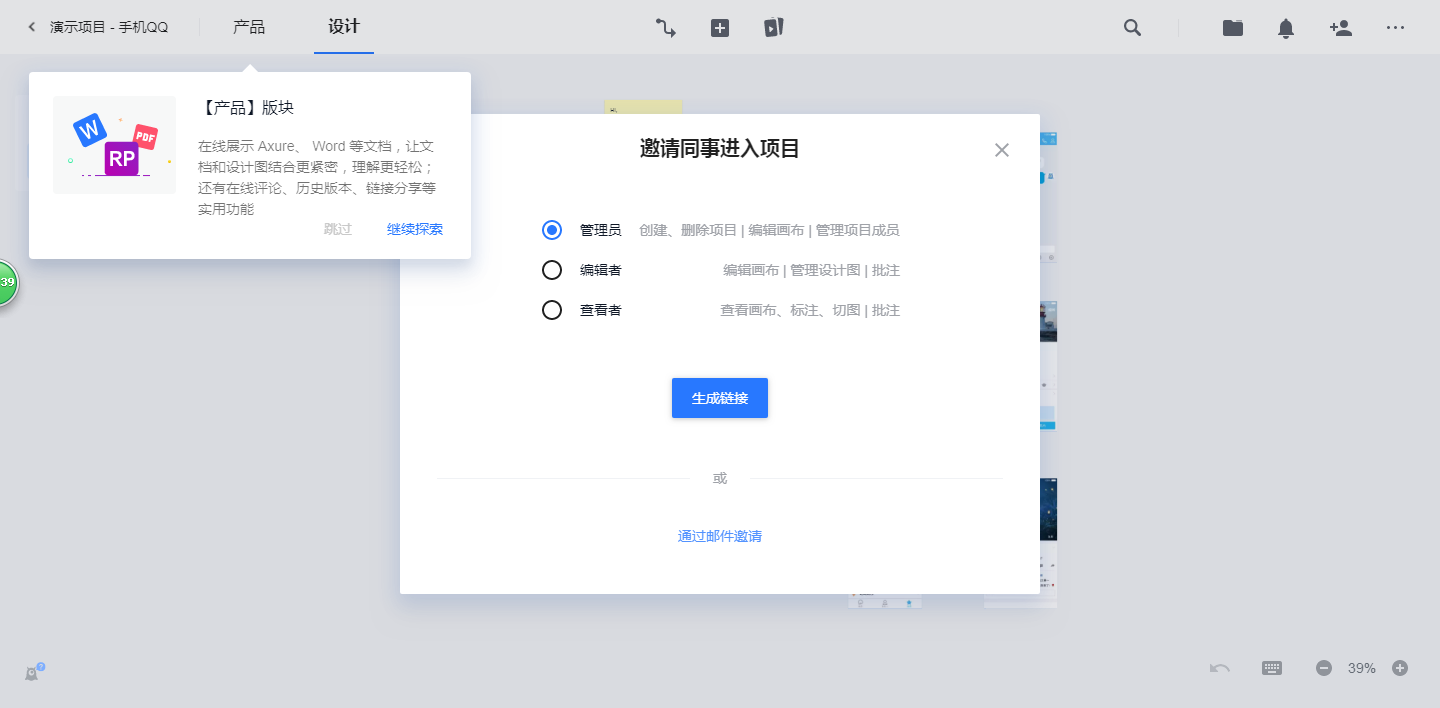 演示项目 - 手机QQ
产品
设计
W
PDF
RP
【产品】版块
在线展示 Axure、 Word 等文档，让文
档和设计图结合更紧密，理解更轻松；
还有在线评论、历史版本、链接分享等
实用功能
跳过
继续探索
39
邀请同事进入项目
管理员 创建、删除项目 | 编辑画布 | 管理项目成员
编辑者 编辑画布 | 管理设计图 | 批注
查看者 查看画布、标注、切图 | 批注
生成链接
或
通过邮件邀请
?
39%